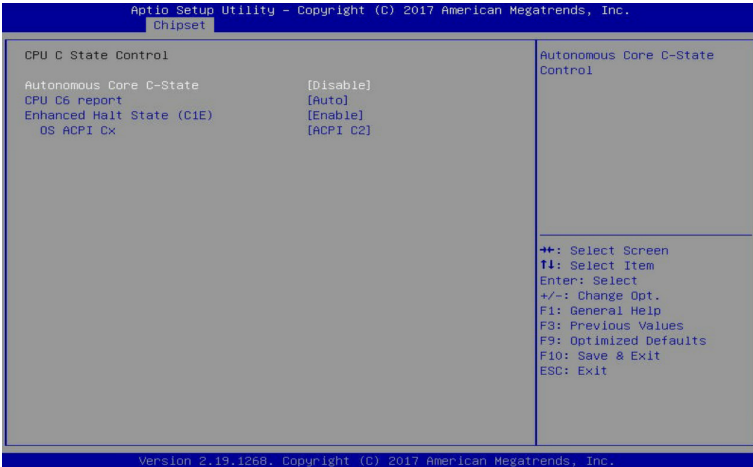 Aptio Setup Utility – Copyright (C) 2017 American Megatrends, Inc.
Chipset
CPU C State Control
Autonomous Core C-State [Disable]
CPU C6 report [Auto]
Enhanced Halt State (C1E) [Enable]
OS ACPI Cx [ACPI C2]
Autonomous Core C-State
Control
→←: Select Screen
↑↓: Select Item
Enter: Select
+/-: Change Opt.
F1: General Help
F3: Previous Values
F9: Optimized Defaults
F10: Save & Exit
ESC: Exit
Version 2.19.1268. Copyright (C) 2017 American Megatrends, Inc.